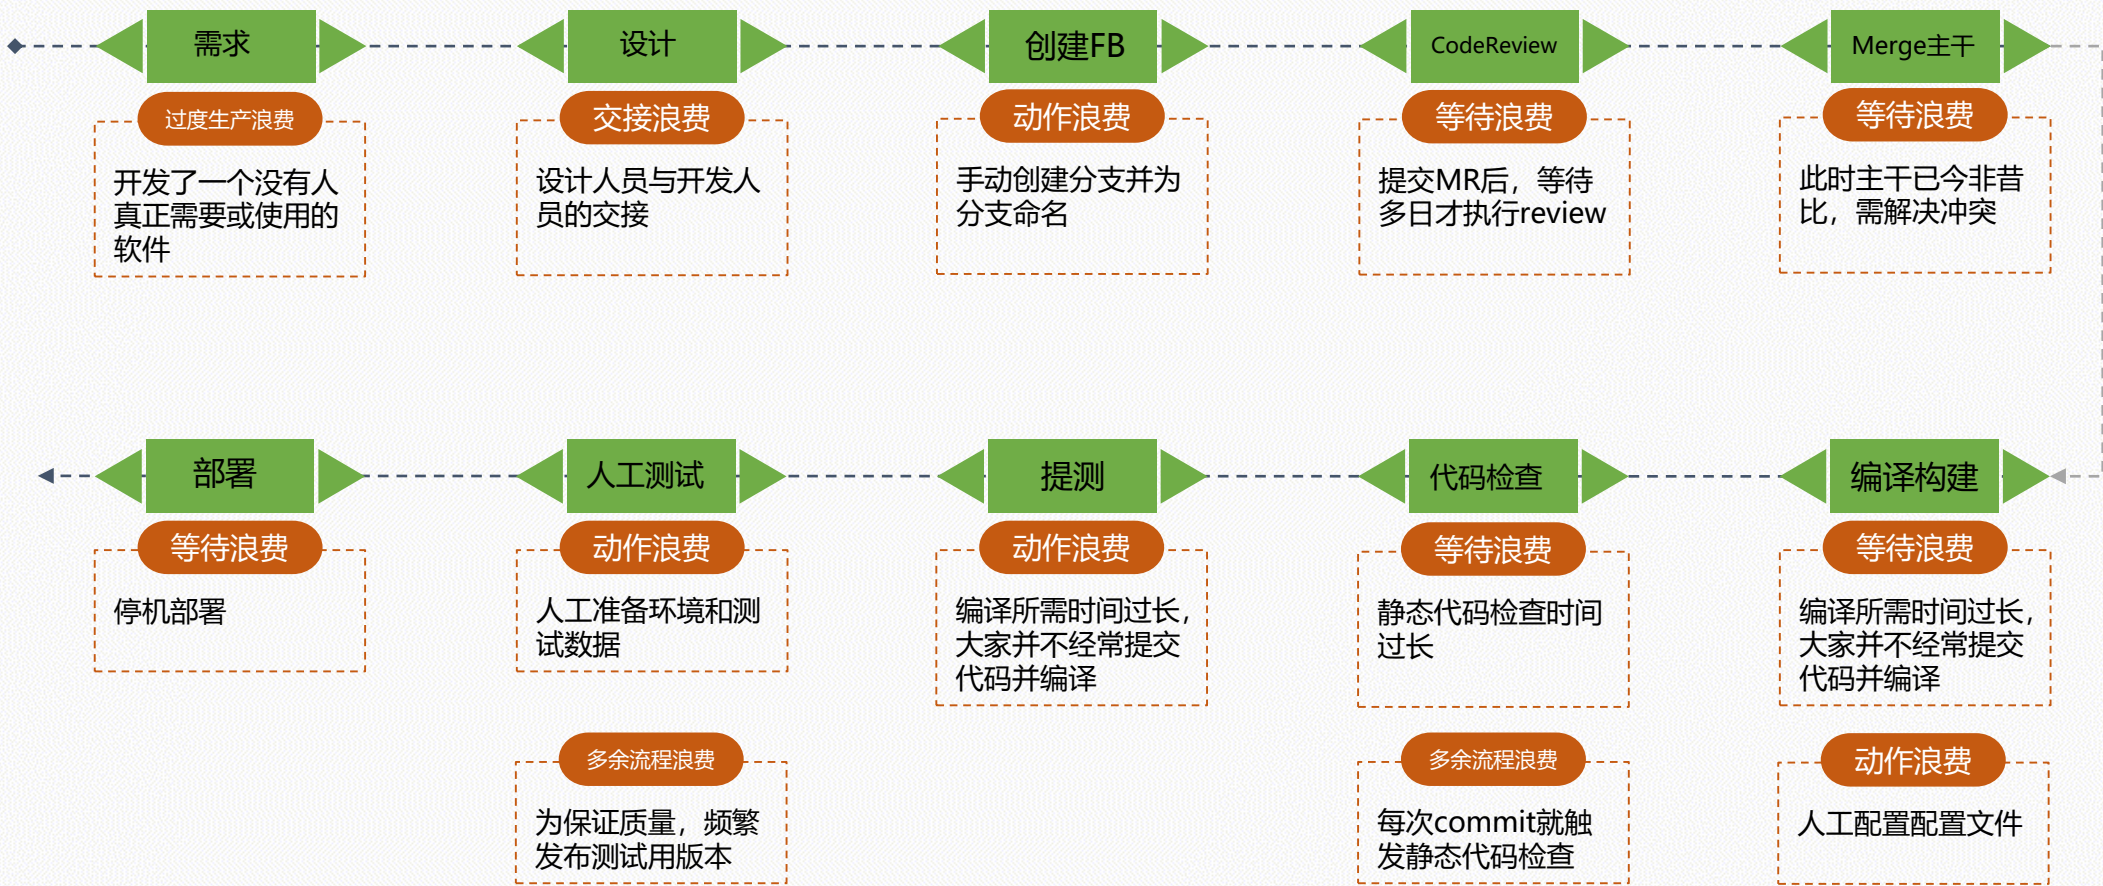 需求
设计
创建FB
CodeReview
Merge主干
过度生产浪费
开发了一个没有人
真正需要或使用的
软件
交接浪费
设计人员与开发人
员的交接
动作浪费
手动创建分支并为
分支命名
等待浪费
提交MR后，等待
多日才执行review
等待浪费
此时主干已今非昔
比，需解决冲突
部署
人工测试
提测
代码检查
编译构建
等待浪费
停机部署
动作浪费
人工准备环境和测
试数据
动作浪费
编译所需时间过长，
大家并不经常提交
代码并编译
等待浪费
静态代码检查时间
过长
等待浪费
编译所需时间过长，
大家并不经常提交
代码并编译
多余流程浪费
为保证质量，频繁
发布测试用版本
多余流程浪费
每次commit就触
发静态代码检查
动作浪费
人工配置配置文件